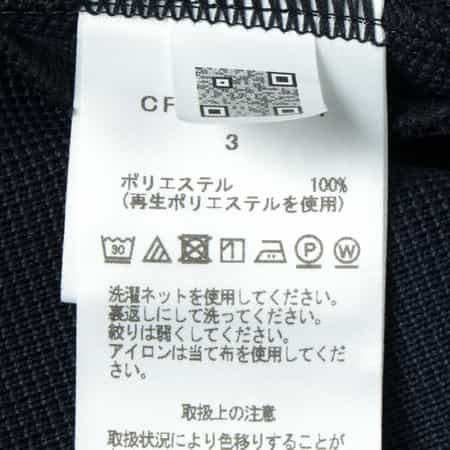 CF
3
ポリエステル 100%
(再生ポリエステルを使用)
30 P W
洗濯ネットを使用してください。
裏返しにして洗ってください。
絞りは弱くしてください。
アイロンは当て布を使用してくだ
さい。
取扱上の注意
取扱状況により色移りすることが